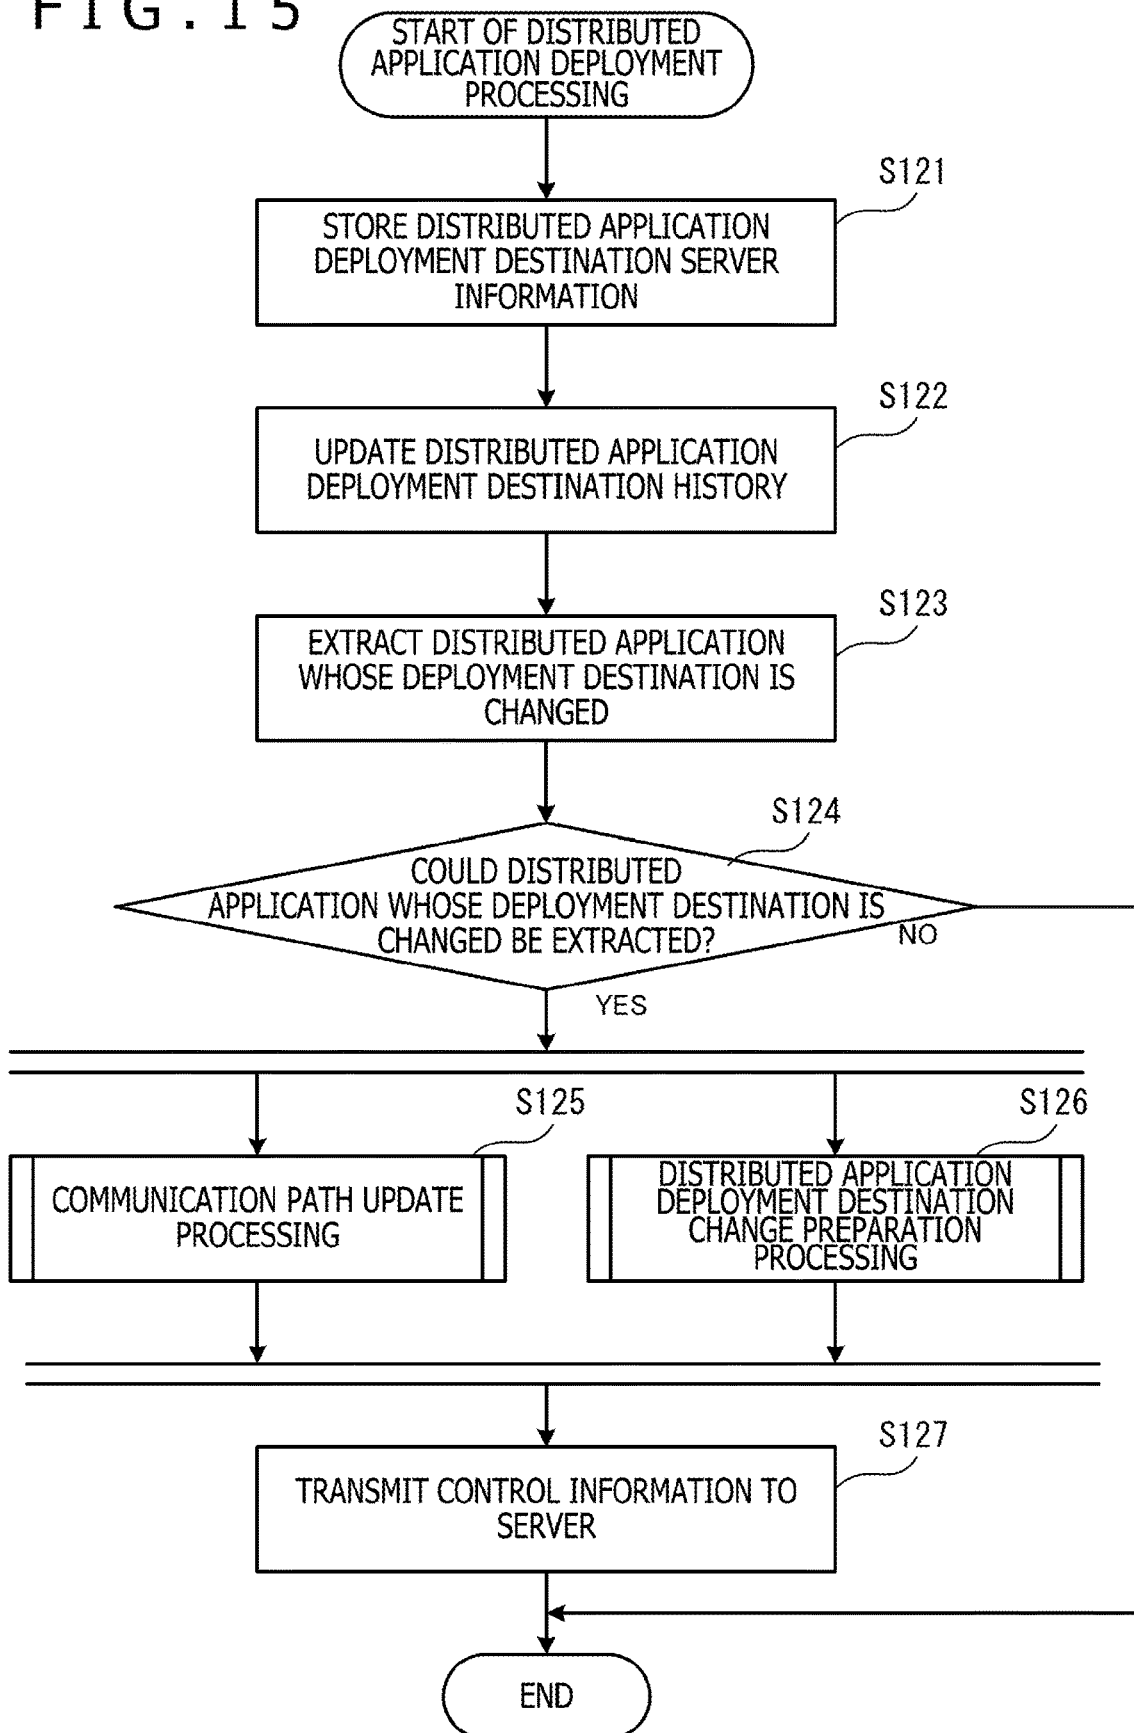 FIG.15
START OF DISTRIBUTED
APPLICATION DEPLOYMENT
PROCESSING
S121
STORE DISTRIBUTED APPLICATION
DEPLOYMENT DESTINATION SERVER
INFORMATION
S122
UPDATE DISTRIBUTED APPLICATION
DEPLOYMENT DESTINATION HISTORY
S123
EXTRACT DISTRIBUTED APPLICATION
WHOSE DEPLOYMENT DESTINATION IS
CHANGED
S124
COULD DISTRIBUTED
APPLICATION WHOSE DEPLOYMENT DESTINATION IS
CHANGED BE EXTRACTED?
NO
YES
S125
COMMUNICATION PATH UPDATE
PROCESSING
S126
DISTRIBUTED APPLICATION
DEPLOYMENT DESTINATION
CHANGE PREPARATION
PROCESSING
S127
TRANSMIT CONTROL INFORMATION TO
SERVER
END